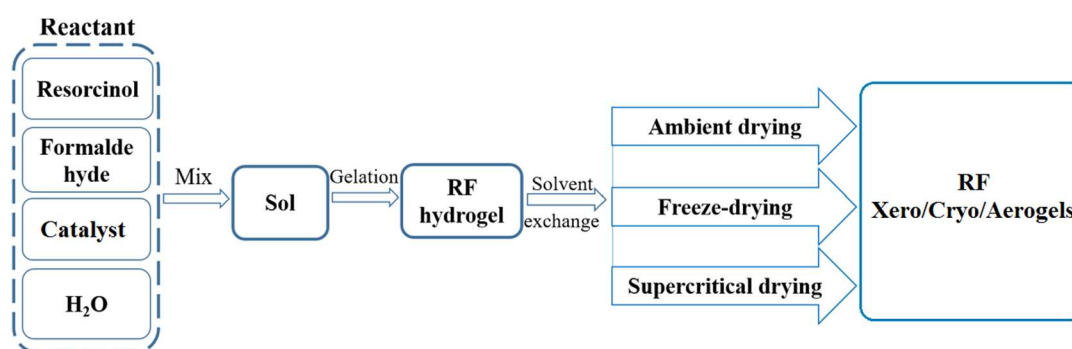 Reactant
Resorcinol
Formalde
hyde
Catalyst
H₂O
Mix
Sol
Gelation
RF
hydrogel
Solvent
exchange
Ambient drying
Freeze-drying
Supercritical drying
RF
Xero/Cryo/Aerogels